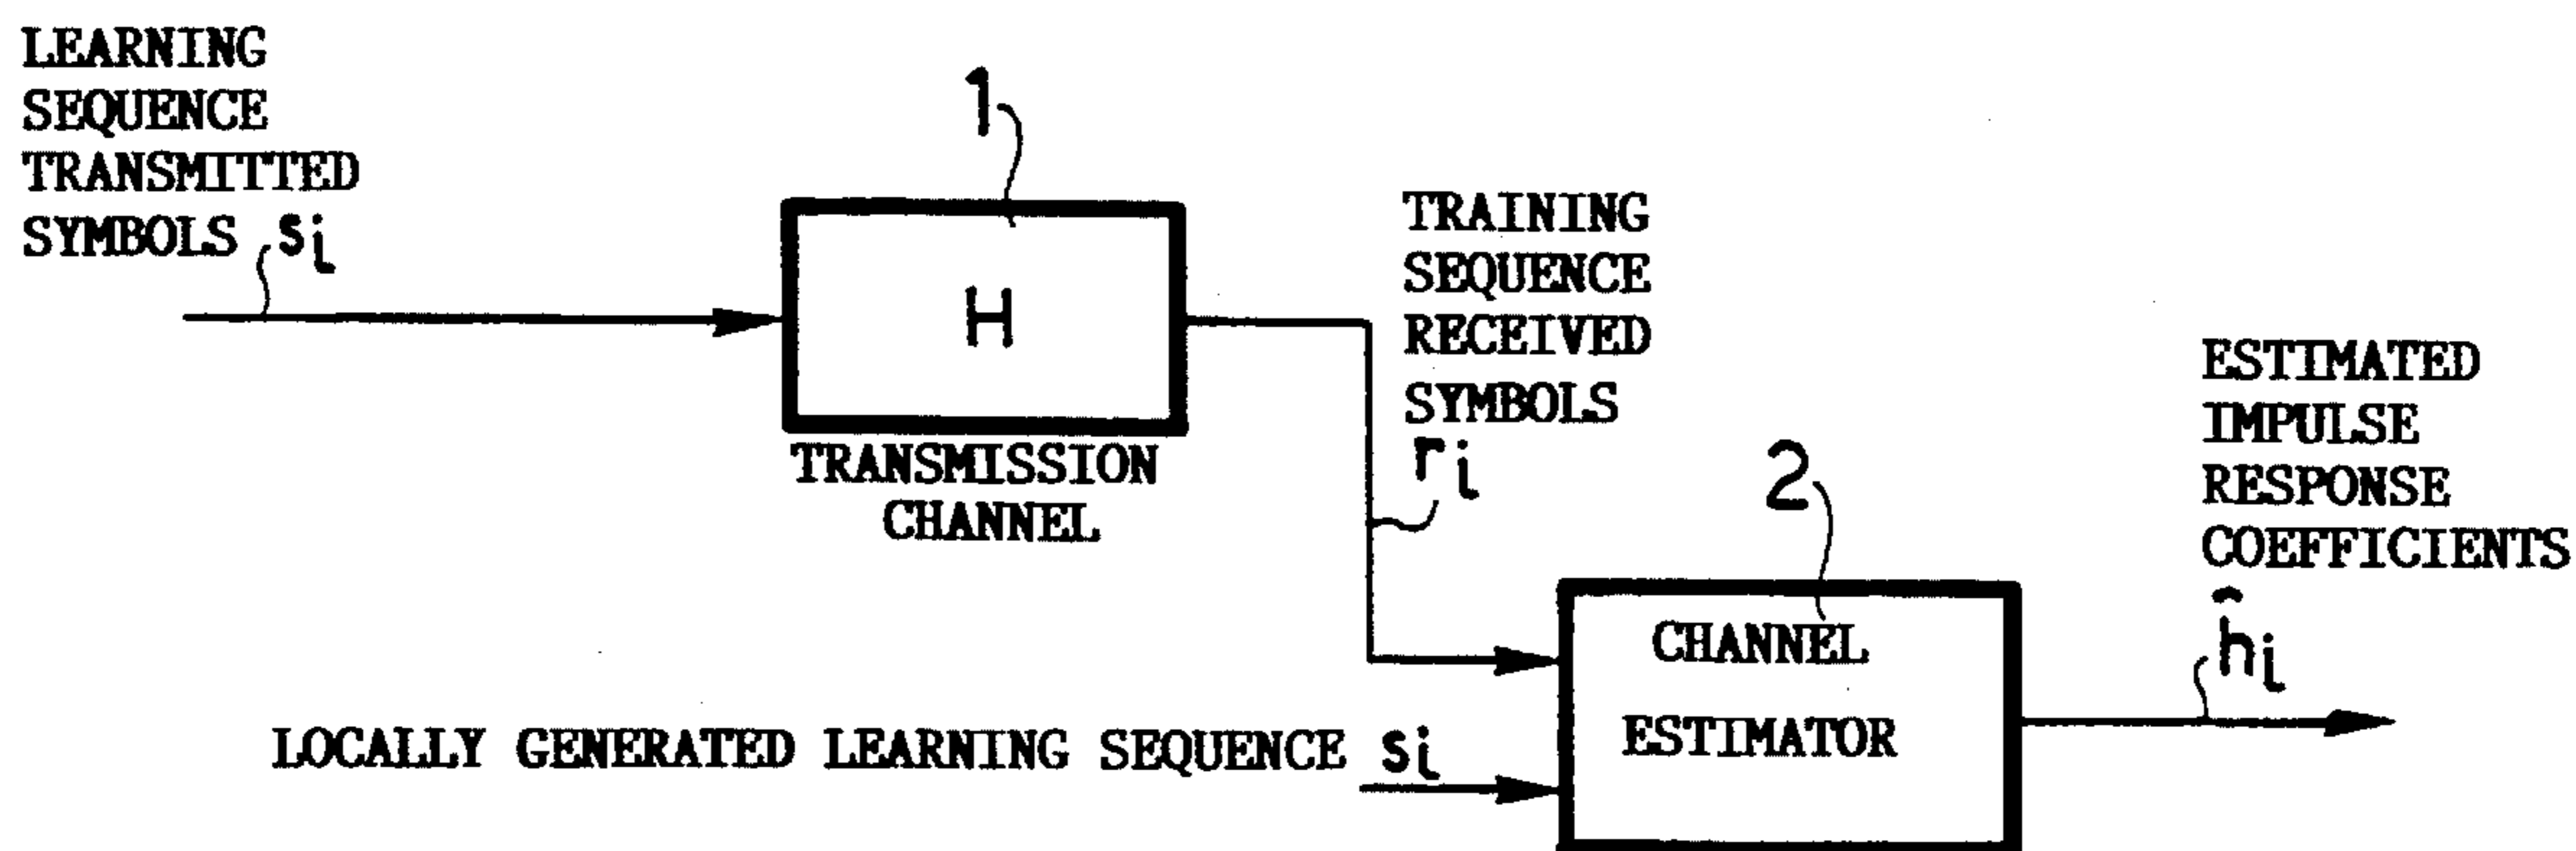 LEARNING
SEQUENCE
TRANSMITTED
SYMBOLS si
1
H
TRANSMISSION
CHANNEL
TRAINING
SEQUENCE
RECEIVED
SYMBOLS
ri
2
CHANNEL
ESTIMATOR
LOCALLY GENERATED LEARNING SEQUENCE si
ESTIMATED
IMPULSE
RESPONSE
COEFFICIENTS
ĥi